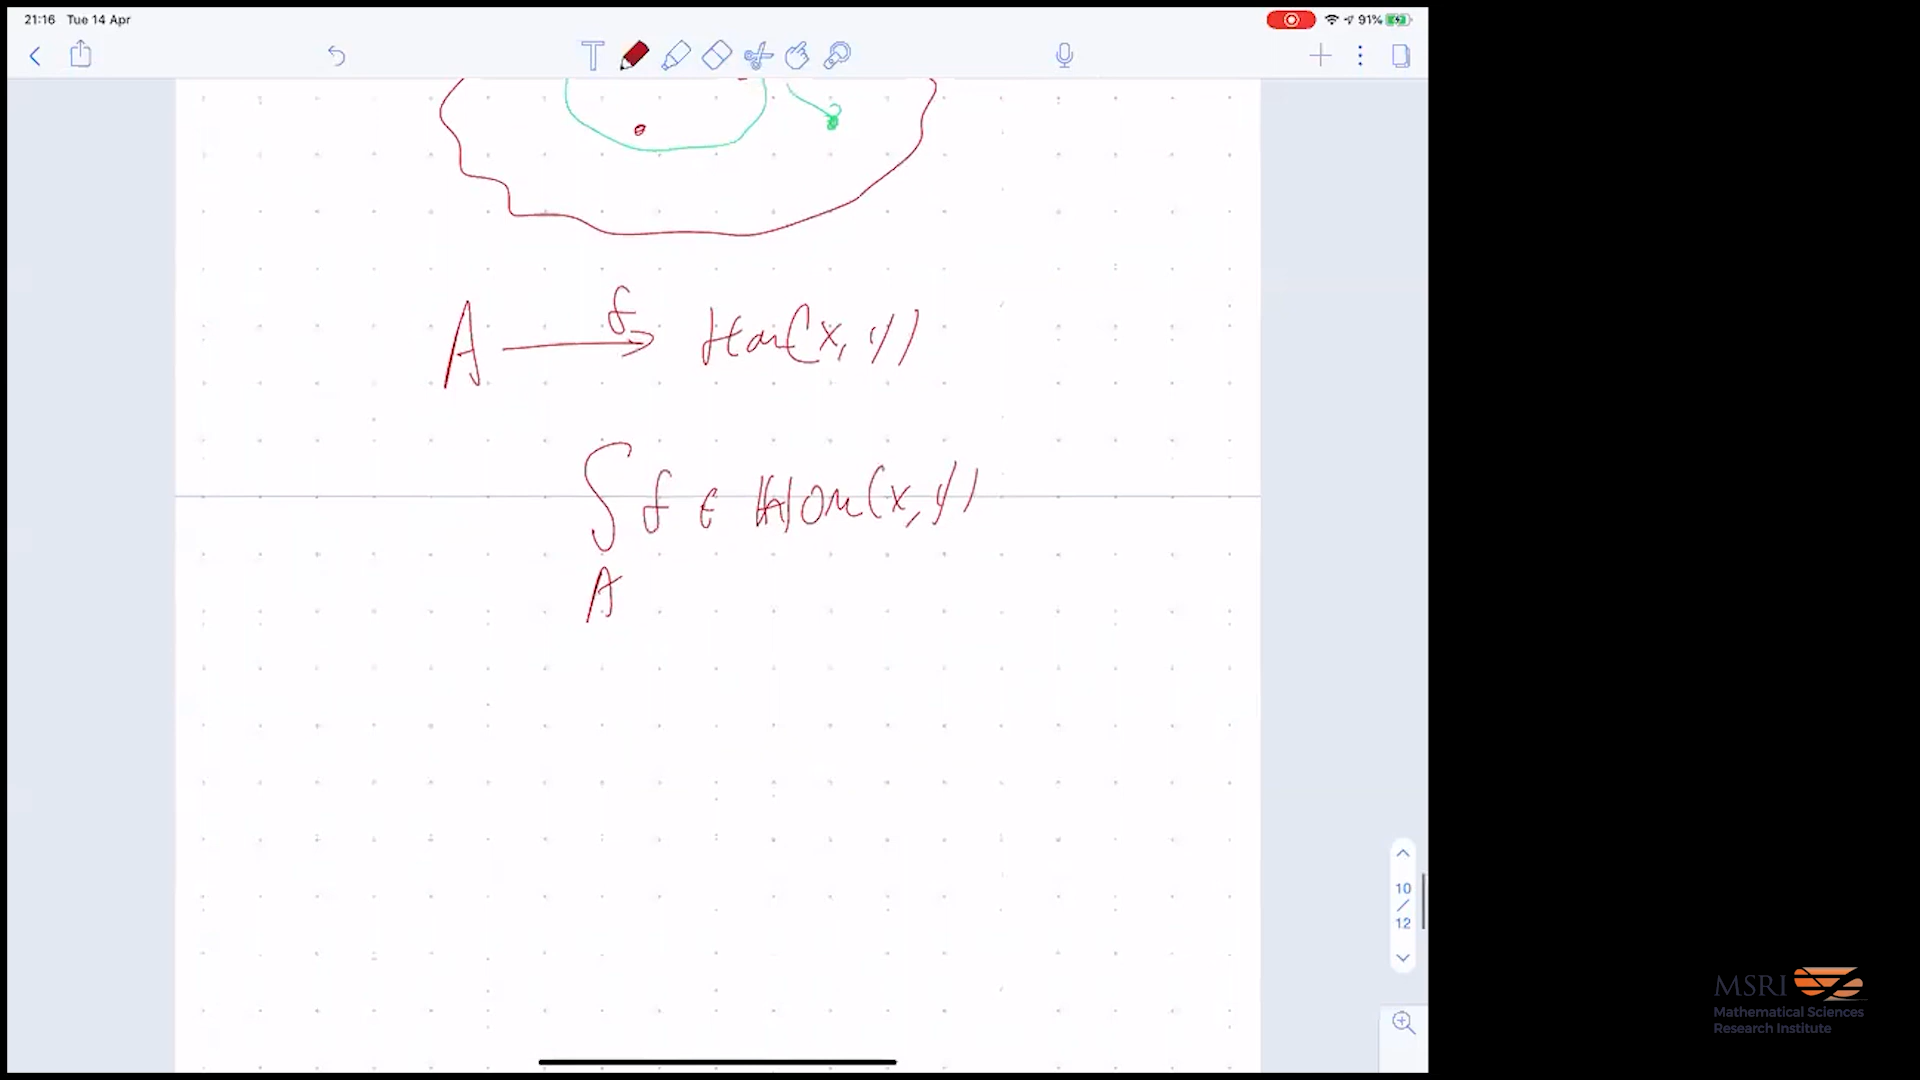 21:16 Tue 14 Apr
91%
A ⟶ f Hom(x, y)
∫ f ∈ Hom(x, y)
A
10
/
12
MSRI
Mathematical Sciences
Research Institute